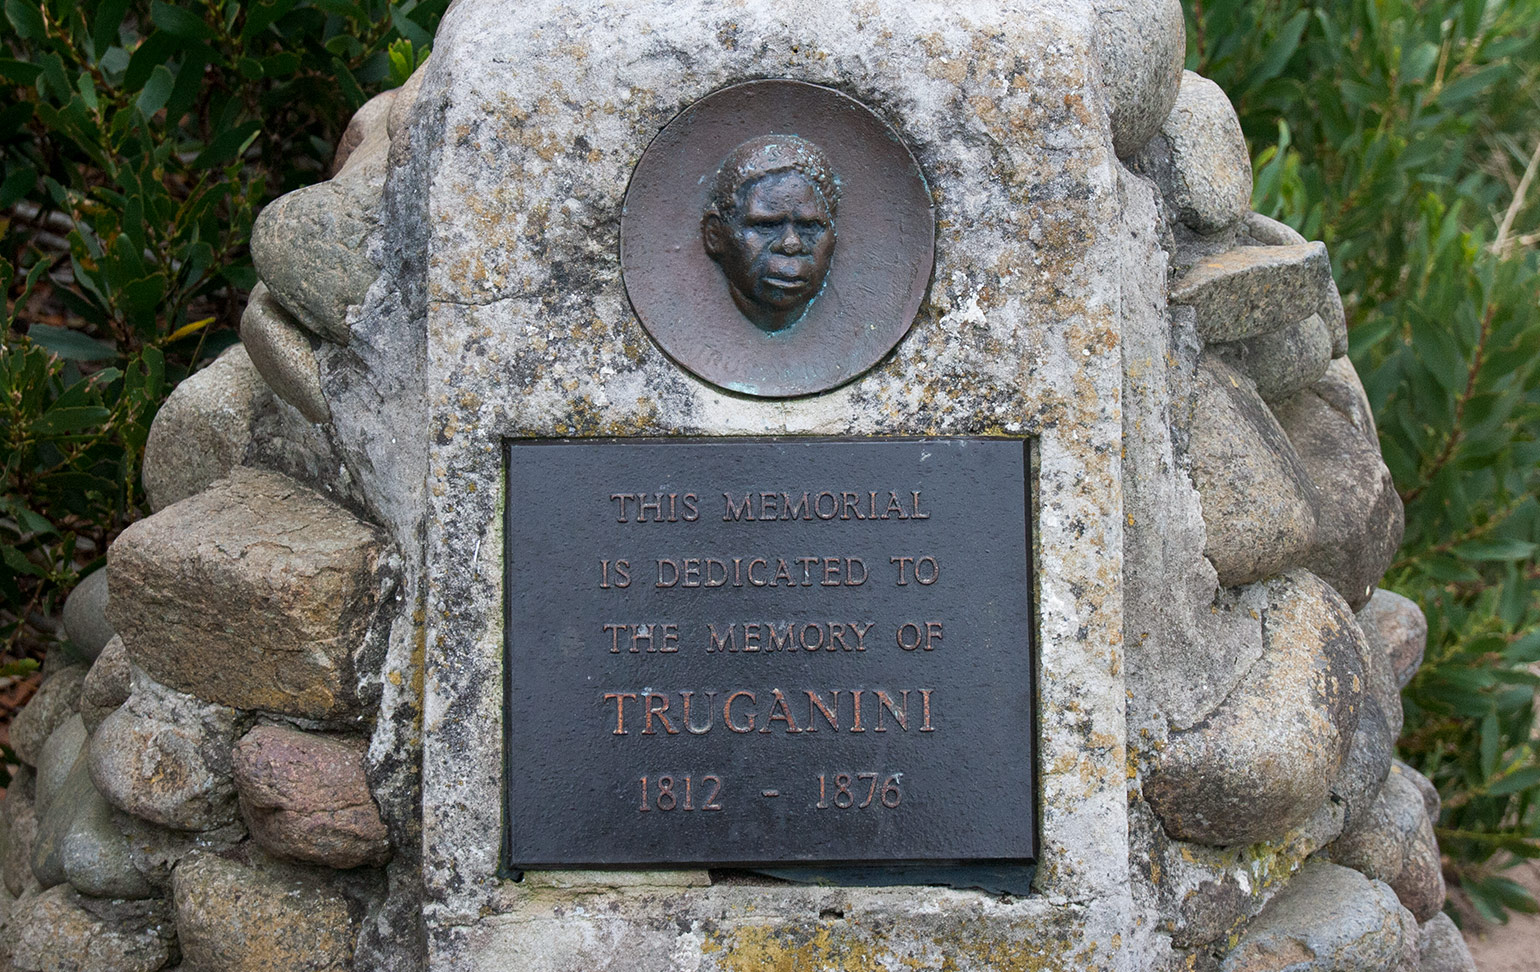 THIS MEMORIAL
IS DEDICATED TO
THE MEMORY OF
TRUGANINI
1812 - 1876